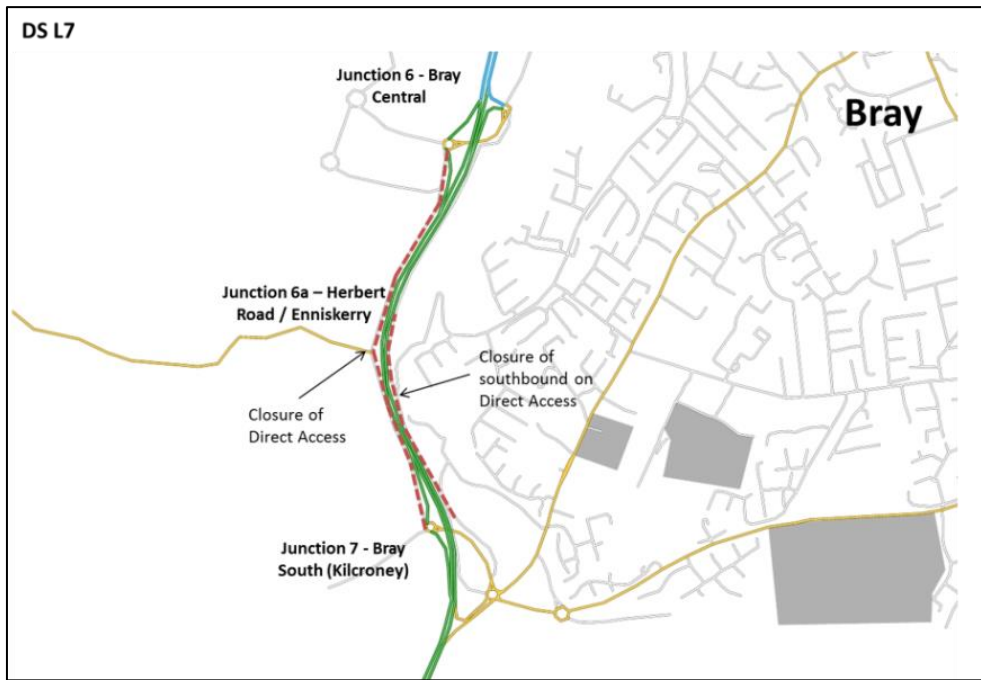 DS L7
Junction 6 - Bray
Central
Bray
Junction 6a – Herbert
Road / Enniskerry
Closure of
southbound on
Direct Access
Closure of
Direct Access
Junction 7 - Bray
South (Kilcroney)